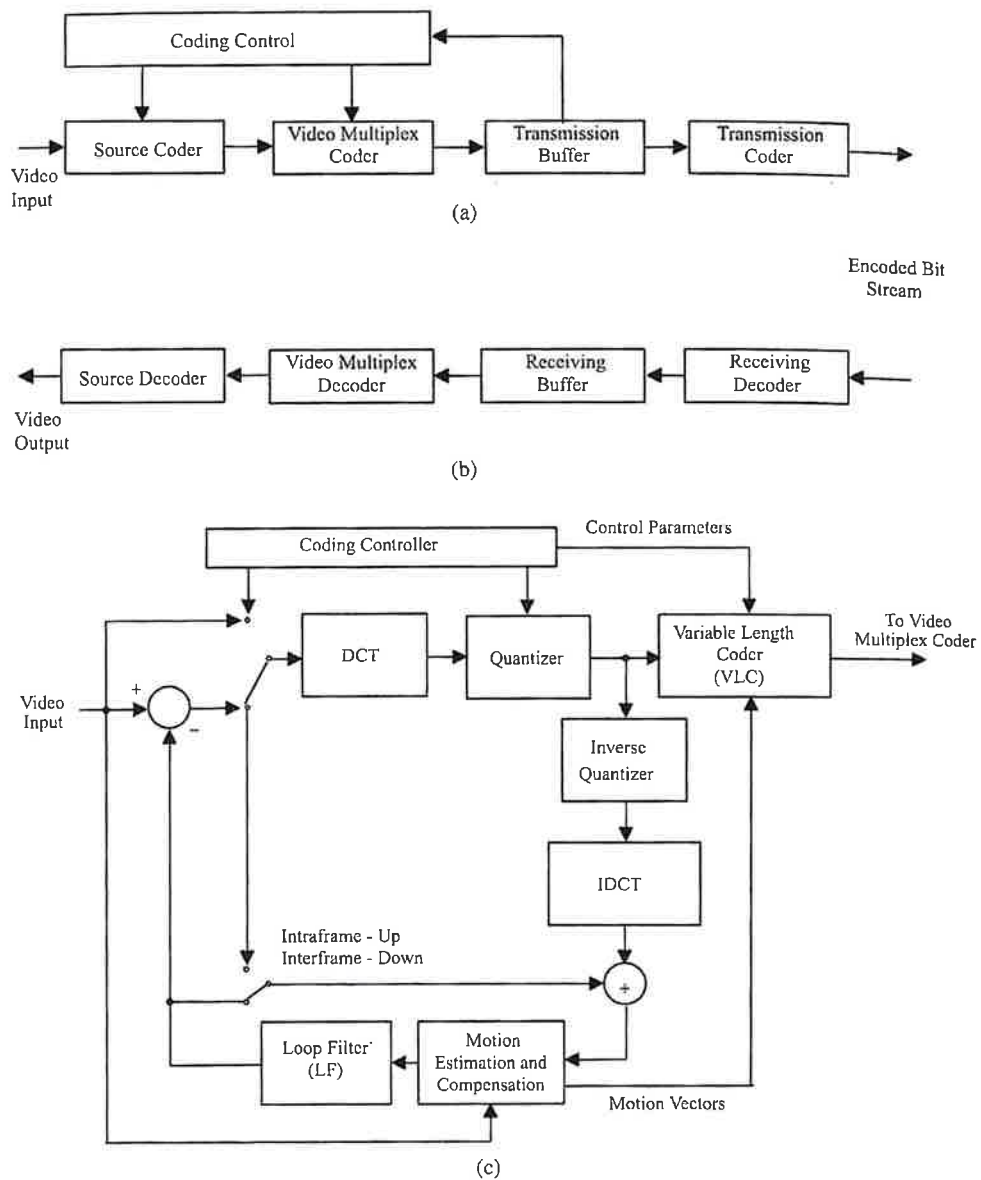 Coding Control
Source Coder
Video Multiplex
Coder
Transmission
Buffer
Transmission
Coder
Video
Input
(a)
Encoded Bit
Stream
Source Decoder
Video Multiplex
Decoder
Receiving
Buffer
Receiving
Decoder
Video
Output
(b)
Coding Controller
Control Parameters
DCT
Quantizer
Variable Length
Coder
(VLC)
To Video
Multiplex Coder
Video
Input
+
−
Inverse
Quantizer
IDCT
Intraframe - Up
Interframe - Down
+
Loop Filter
(LF)
Motion
Estimation and
Compensation
Motion Vectors
(c)